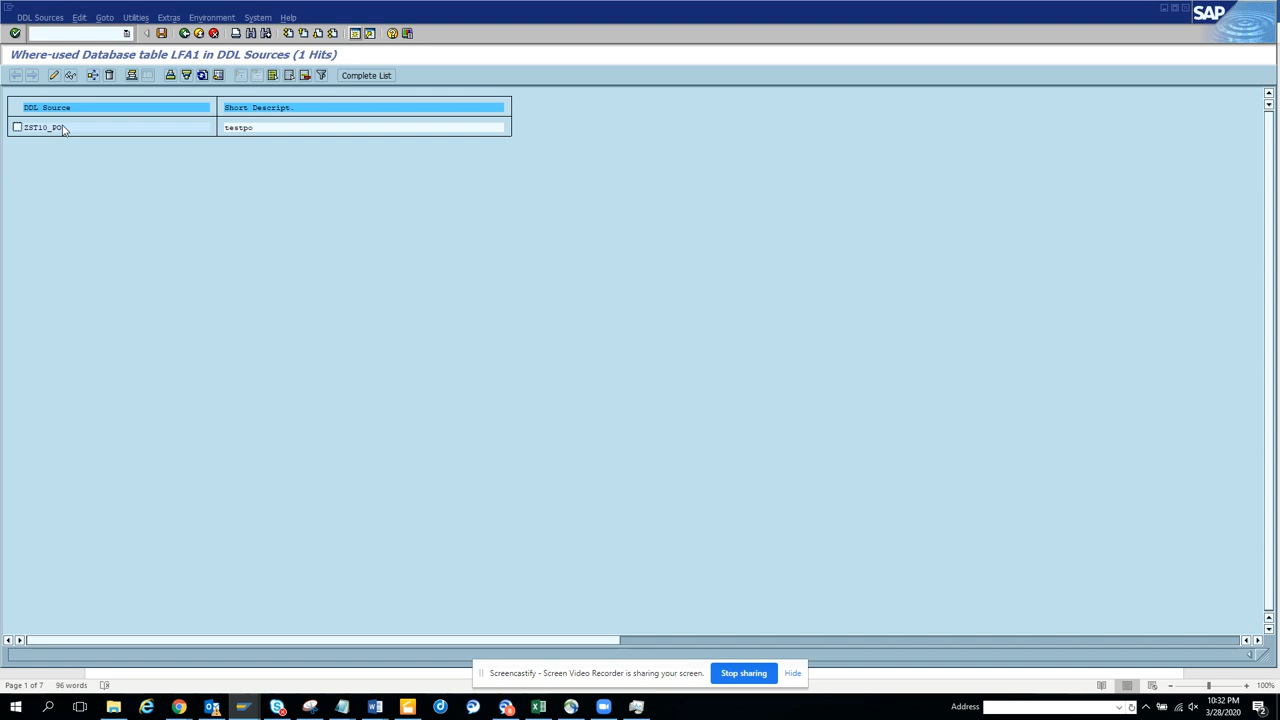 DDL Sources Edit Goto Utilities Extras Environment System Help
SAP
Where-used Database table LFA1 in DDL Sources (1 Hits)
Complete List
DDL Source Short Descript.
ZST10_PO testpo
Screencastify - Screen Video Recorder is sharing your screen. Stop sharing Hide
Page 1 of 7 96 words 100%
Address 10:32 PM
3/28/2020